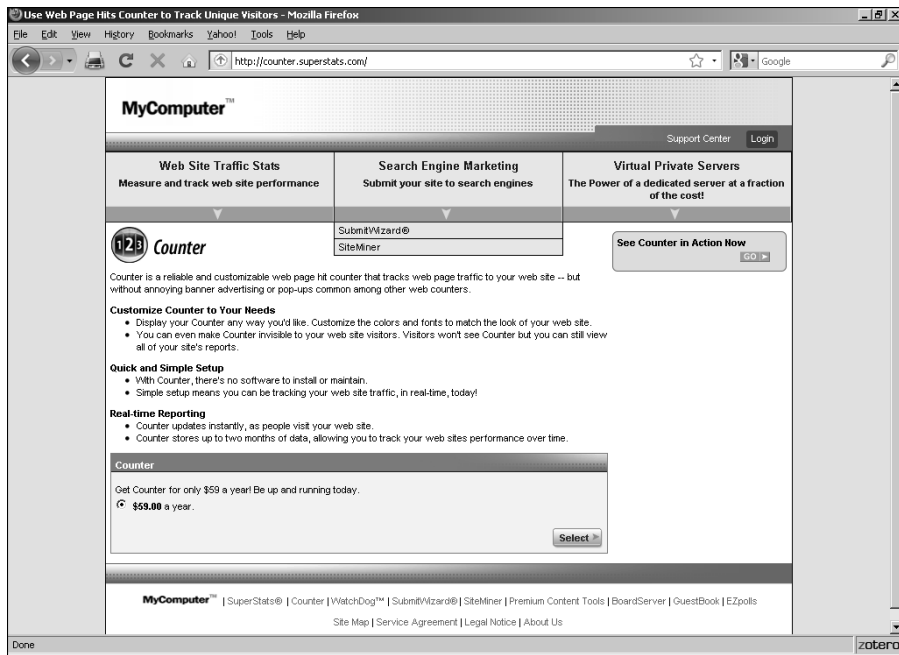 Use Web Page Hits Counter to Track Unique Visitors - Mozilla Firefox
File Edit View History Bookmarks Yahoo! Tools Help
http://counter.superstats.com/
Google
MyComputer™
Support Center Login
Web Site Traffic Stats
Measure and track web site performance
Search Engine Marketing
Submit your site to search engines
Virtual Private Servers
The Power of a dedicated server at a fraction
of the cost!
SubmitWizard®
SiteMiner
123 Counter
See Counter in Action Now
GO
Counter is a reliable and customizable web page hit counter that tracks web page traffic to your web site -- but
without annoying banner advertising or pop-ups common among other web counters.
Customize Counter to Your Needs
• Display your Counter any way you'd like. Customize the colors and fonts to match the look of your web site.
• You can even make Counter invisible to your web site visitors. Visitors won't see Counter but you can still view
all of your site's reports.
Quick and Simple Setup
• With Counter, there's no software to install or maintain.
• Simple setup means you can be tracking your web site traffic, in real-time, today!
Real-time Reporting
• Counter updates instantly, as people visit your web site.
• Counter stores up to two months of data, allowing you to track your web sites performance over time.
Counter
Get Counter for only $59 a year! Be up and running today.
$59.00 a year.
Select
MyComputer™ | SuperStats® | Counter | WatchDog™ | SubmitWizard® | SiteMiner | Premium Content Tools | BoardServer | GuestBook | EZpolls
Site Map | Service Agreement | Legal Notice | About Us
Done
zotero